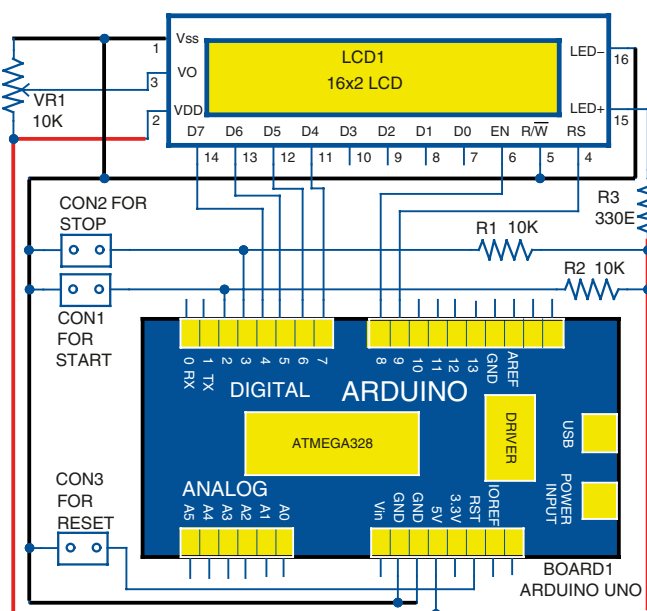 Vss
LED–
1
16
LCD1
16x2 LCD
VO
3
VR1
10K
VDD
2
LED+
15
D7 D6 D5 D4 D3 D2 D1 D0 EN R/W RS
14 13 12 11 10 9 8 7 6 5 4
CON2 FOR
STOP
R3
330E
R1 10K
R2 10K
CON1
FOR
START
0 RX
1 TX
2
3
4
5
6
7
8
9
10
11
12
13
GND
AREF
DIGITAL
ARDUINO
ATMEGA328
DRIVER
USB
POWER
INPUT
CON3
FOR
RESET
ANALOG
A5
A4
A3
A2
A1
A0
Vin
GND
GND
5V
3.3V
RST
IOREF
BOARD1
ARDUINO UNO